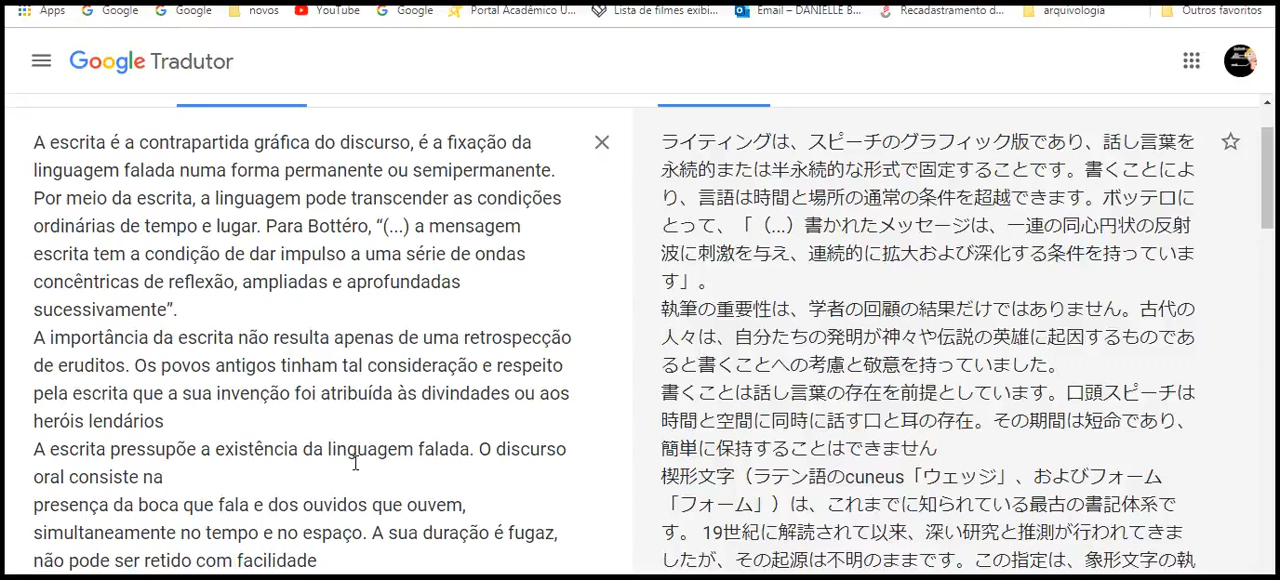 Apps
Google
Google
novos
YouTube
Google
Portal Acadêmico U...
Lista de filmes exibi...
Email – DANIELLE B...
Recadastramento d...
arquivologia
Outros favoritos
Google Tradutor
A escrita é a contrapartida gráfica do discurso, é a fixação da
linguagem falada numa forma permanente ou semipermanente.
Por meio da escrita, a linguagem pode transcender as condições
ordinárias de tempo e lugar. Para Bottéro, “(...) a mensagem
escrita tem a condição de dar impulso a uma série de ondas
concêntricas de reflexão, ampliadas e aprofundadas
sucessivamente”.
A importância da escrita não resulta apenas de uma retrospecção
de eruditos. Os povos antigos tinham tal consideração e respeito
pela escrita que a sua invenção foi atribuída às divindades ou aos
heróis lendários
A escrita pressupõe a existência da linguagem falada. O discurso
oral consiste na
presença da boca que fala e dos ouvidos que ouvem,
simultaneamente no tempo e no espaço. A sua duração é fugaz,
não pode ser retido com facilidade
ライティングは、スピーチのグラフィック版であり、話し言葉を
永続的または半永続的な形式で固定することです。書くことによ
り、言語は時間と場所の通常の条件を超越できます。ボッテロに
とって、「（...）書かれたメッセージは、一連の同心円状の反射
波に刺激を与え、連続的に拡大および深化する条件を持っていま
す」。
執筆の重要性は、学者の回顧の結果だけではありません。古代の
人々は、自分たちの発明が神々や伝説の英雄に起因するものであ
ると書くことへの考慮と敬意を持っていました。
書くことは話し言葉の存在を前提としています。口頭スピーチは
時間と空間に同時に話す口と耳の存在。その期間は短命であり、
簡単に保持することはできません
楔形文字（ラテン語のcuneus「ウェッジ」、およびフォーム
「フォーム」）は、これまでに知られている最古の書記体系で
す。 19世紀に解読されて以来、深い研究と推測が行われてきま
したが、その起源は不明のままです。この指定は、象形文字の執